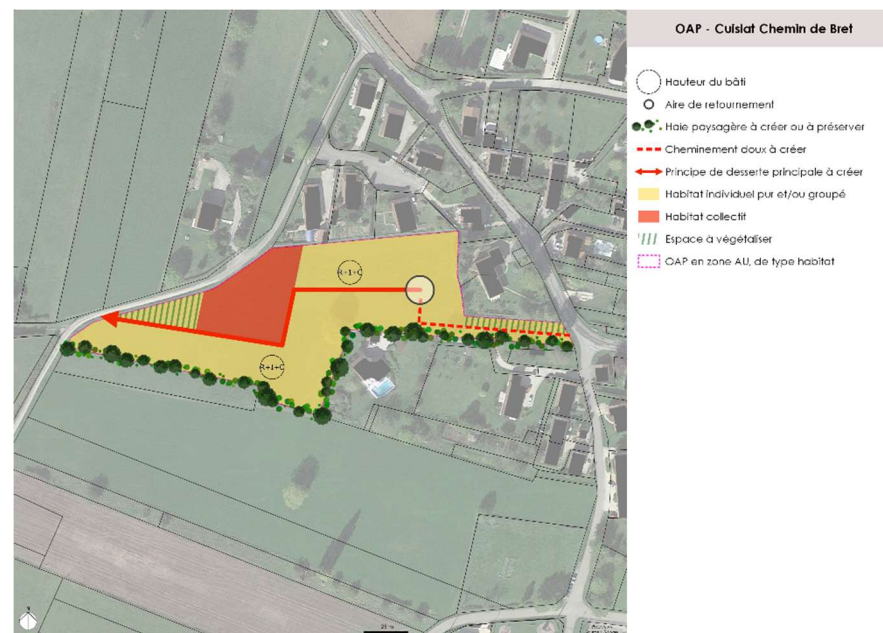 OAP - Cuisiat Chemin de Bret
Hauteur du bâti
Aire de retournement
Haie paysagère à créer ou à préserver
Cheminement doux à créer
Principe de desserte principale à créer
Habitat individuel pur et/ou groupé
Habitat collectif
Espace à végétaliser
OAP en zone AU, de type habitat
R+1+C
R+1+C
N
25 m